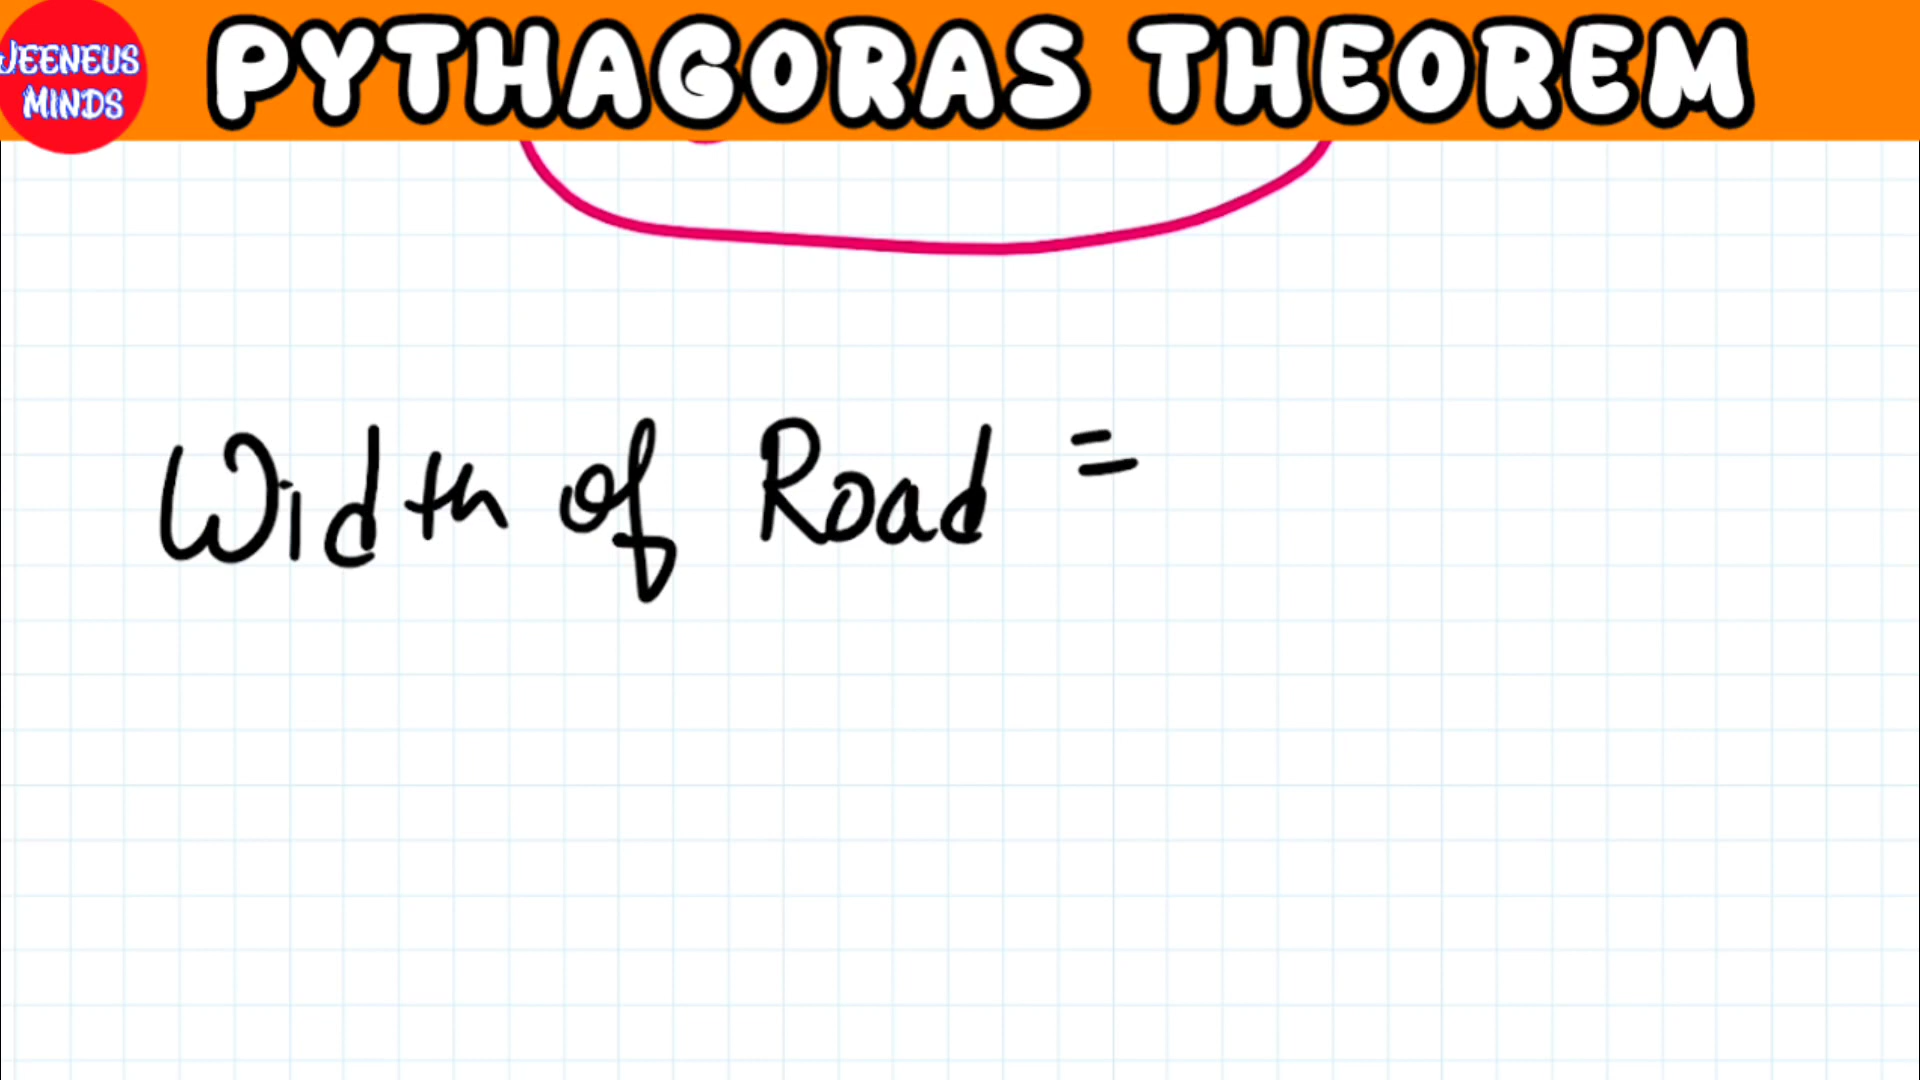 JEENEUS
MINDS
PYTHAGORAS THEOREM
Width of Road =